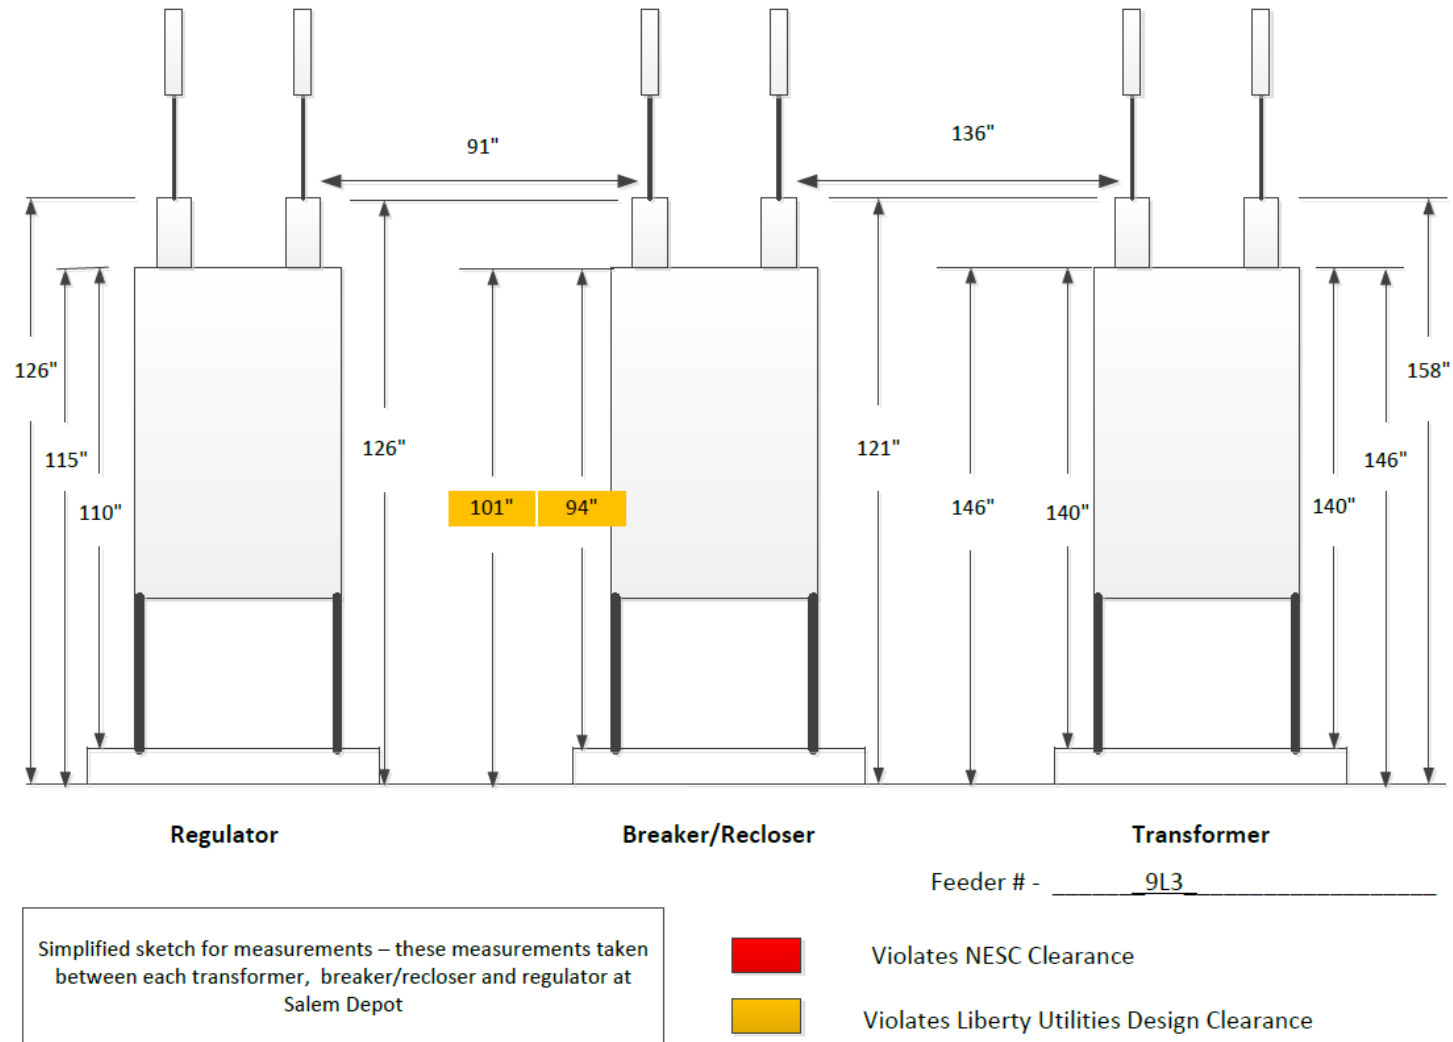 91"
136"
126"
158"
126"
121"
115"
146"
101"
94"
146"
140"
140"
110"
Regulator
Breaker/Recloser
Transformer
Feeder # - _______9L3___________________
Simplified sketch for measurements – these measurements taken
between each transformer, breaker/recloser and regulator at
Salem Depot
Violates NESC Clearance
Violates Liberty Utilities Design Clearance